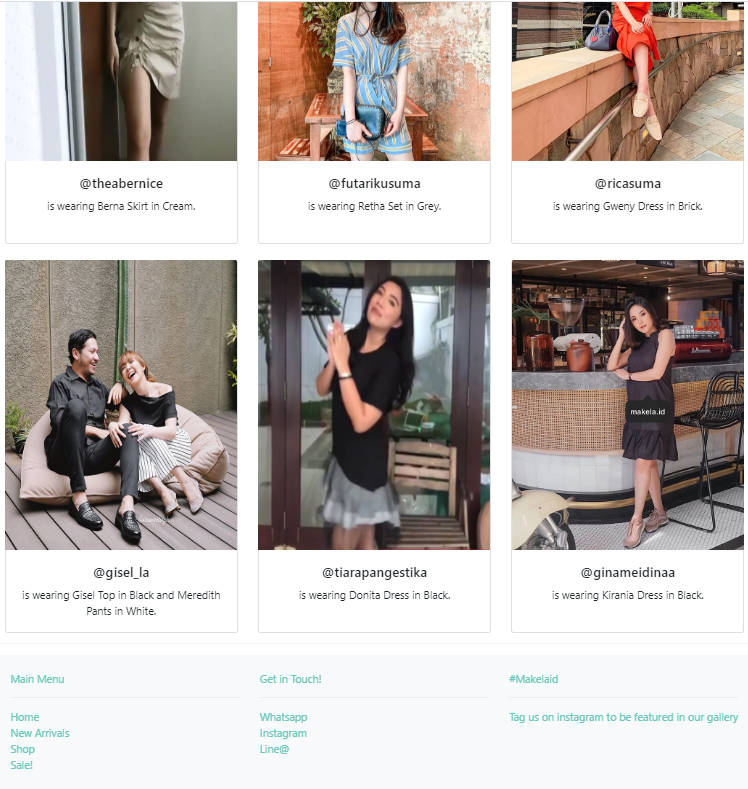 @theabernice
is wearing Berna Skirt in Cream.
@futarikusuma
is wearing Retha Set in Grey.
@ricasuma
is wearing Gweny Dress in Brick.
makela.id
@gisel_la
is wearing Gisel Top in Black and Meredith
Pants in White.
@tiarapangestika
is wearing Donita Dress in Black.
@ginameidinaa
is wearing Kirania Dress in Black.
Main Menu
Home
New Arrivals
Shop
Sale!
Get in Touch!
Whatsapp
Instagram
Line@
#Makelaid
Tag us on instagram to be featured in our gallery